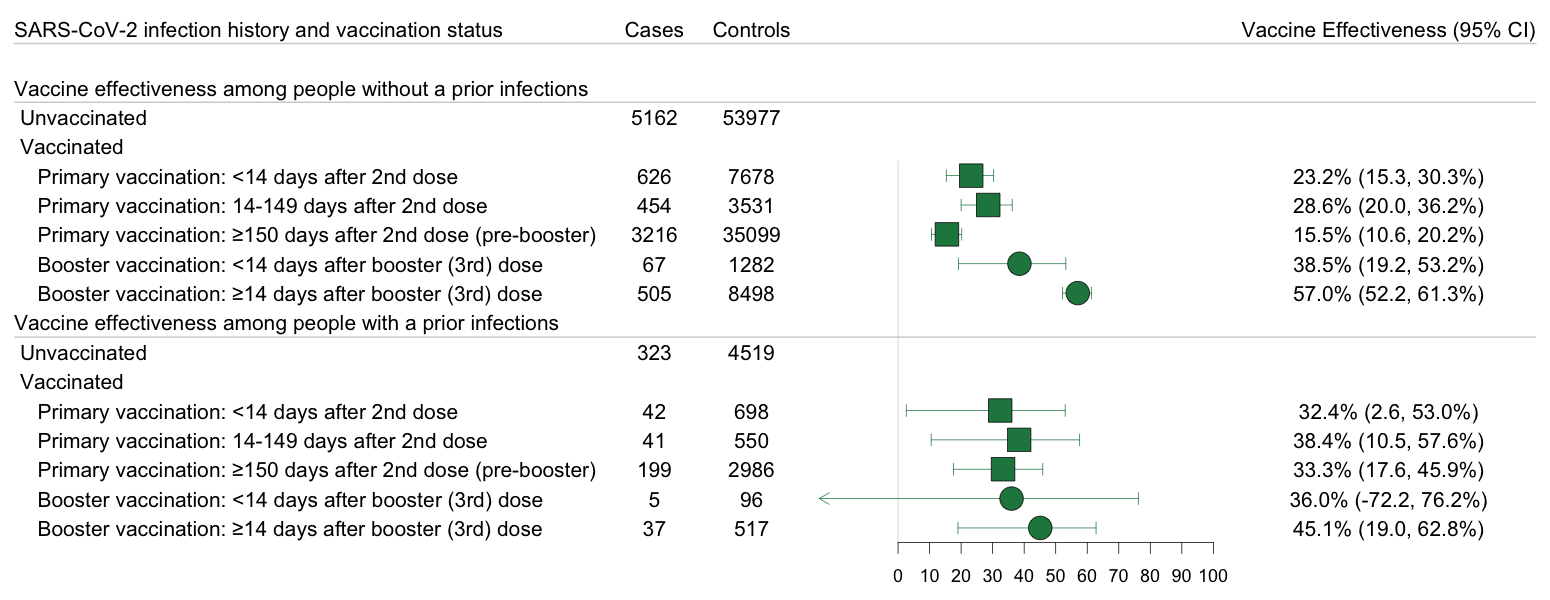 SARS-CoV-2 infection history and vaccination status Cases Controls Vaccine Effectiveness (95% CI)
Vaccine effectiveness among people without a prior infections
Unvaccinated 5162 53977
Vaccinated
Primary vaccination: <14 days after 2nd dose 626 7678 23.2% (15.3, 30.3%)
Primary vaccination: 14-149 days after 2nd dose 454 3531 28.6% (20.0, 36.2%)
Primary vaccination: ≥150 days after 2nd dose (pre-booster) 3216 35099 15.5% (10.6, 20.2%)
Booster vaccination: <14 days after booster (3rd) dose 67 1282 38.5% (19.2, 53.2%)
Booster vaccination: ≥14 days after booster (3rd) dose 505 8498 57.0% (52.2, 61.3%)
Vaccine effectiveness among people with a prior infections
Unvaccinated 323 4519
Vaccinated
Primary vaccination: <14 days after 2nd dose 42 698 32.4% (2.6, 53.0%)
Primary vaccination: 14-149 days after 2nd dose 41 550 38.4% (10.5, 57.6%)
Primary vaccination: ≥150 days after 2nd dose (pre-booster) 199 2986 33.3% (17.6, 45.9%)
Booster vaccination: <14 days after booster (3rd) dose 5 96 36.0% (-72.2, 76.2%)
Booster vaccination: ≥14 days after booster (3rd) dose 37 517 45.1% (19.0, 62.8%)
0 10 20 30 40 50 60 70 80 90 100